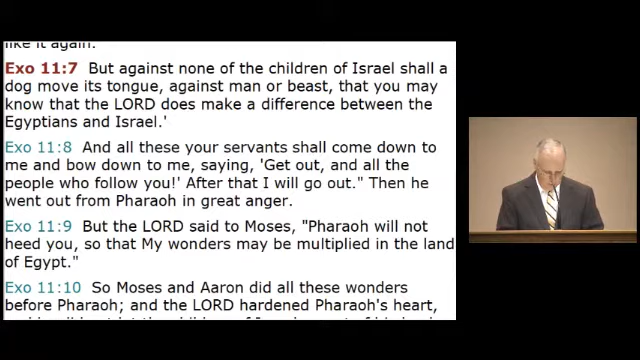 like it again.
Exo 11:7 But against none of the children of Israel shall a
dog move its tongue, against man or beast, that you may
know that the LORD does make a difference between the
Egyptians and Israel.'
Exo 11:8 And all these your servants shall come down to
me and bow down to me, saying, 'Get out, and all the
people who follow you!' After that I will go out." Then he
went out from Pharaoh in great anger.
Exo 11:9 But the LORD said to Moses, "Pharaoh will not
heed you, so that My wonders may be multiplied in the land
of Egypt."
Exo 11:10 So Moses and Aaron did all these wonders
before Pharaoh; and the LORD hardened Pharaoh's heart,